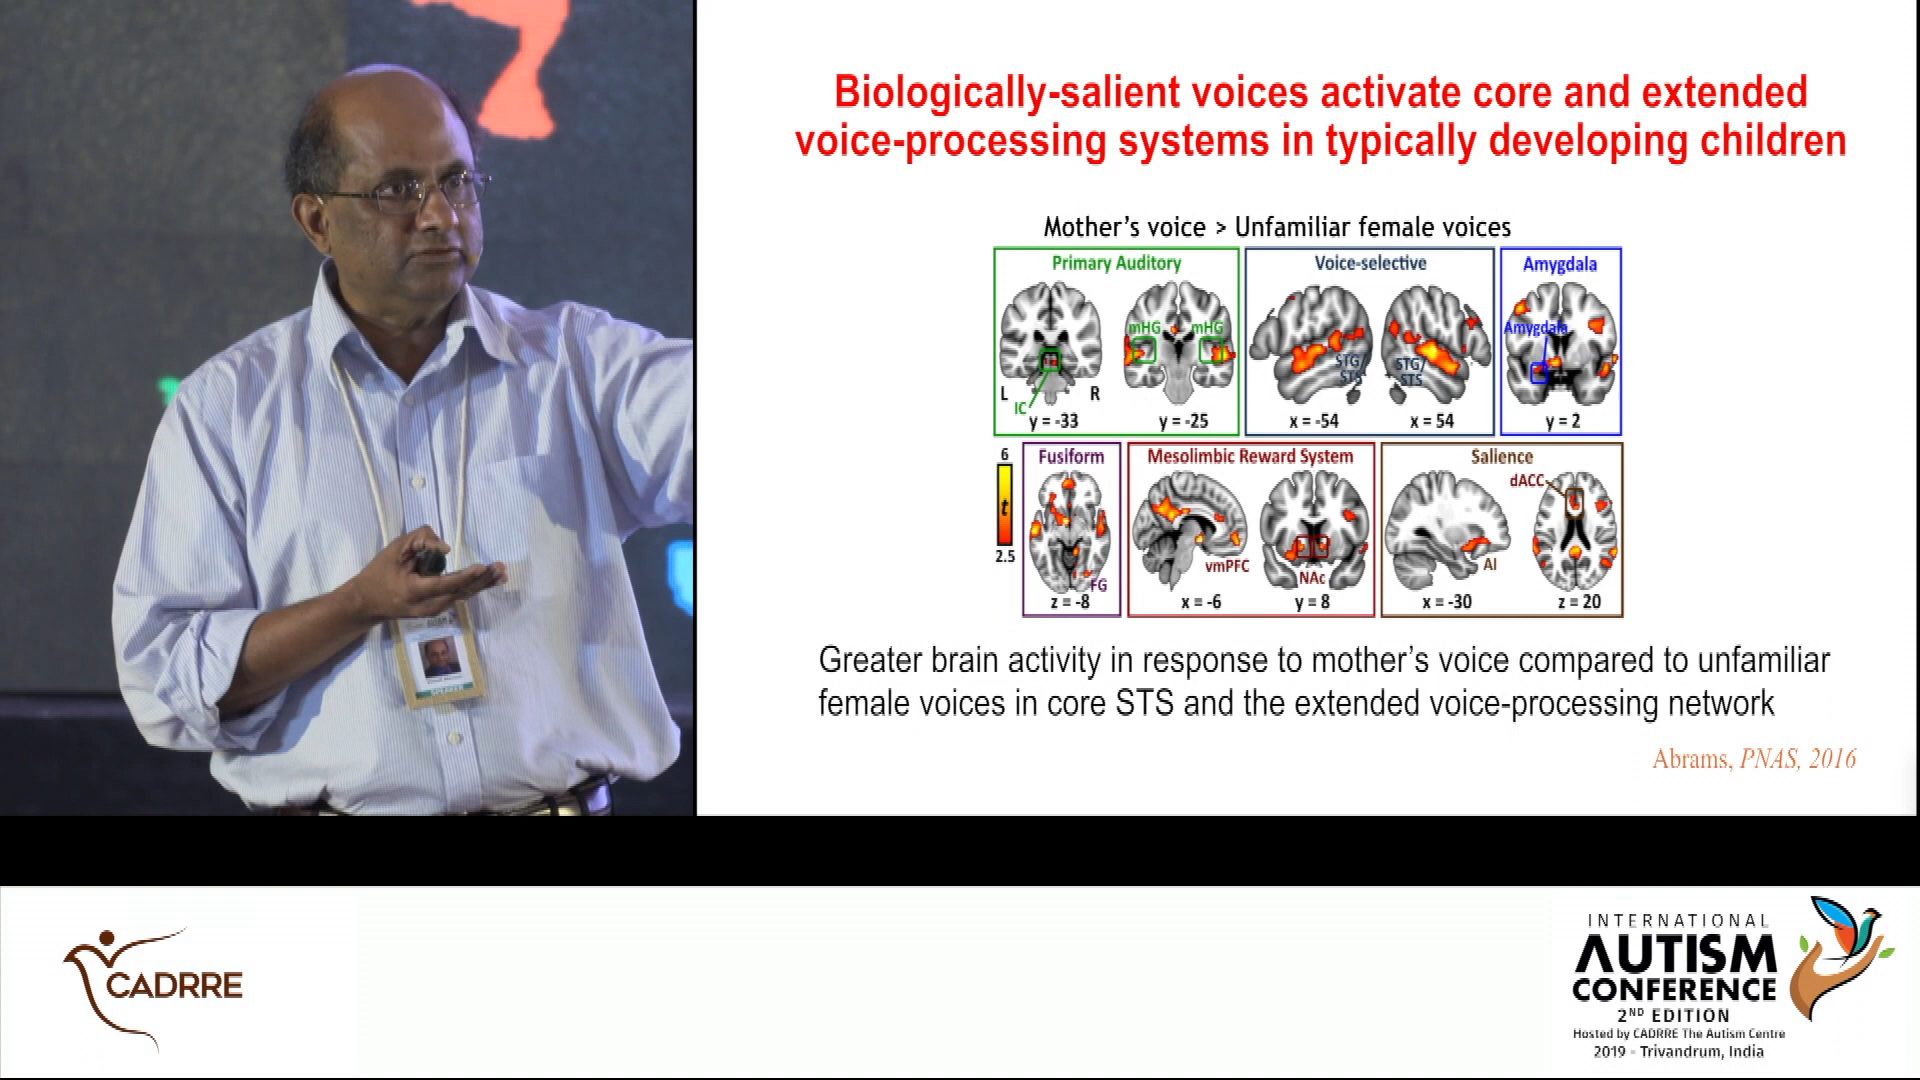 Biologically-salient voices activate core and extended
voice-processing systems in typically developing children
Mother's voice > Unfamiliar female voices
Primary Auditory
Voice-selective
Amygdala
mHG mHG
STG/
STS
STG/
STS
Amygdala
L
R
IC
y = -33
y = -25
x = -54
x = 54
y = 2
6
t
2.5
Fusiform
Mesolimbic Reward System
Salience
dACC
FG
vmPFC
NAc
AI
z = -8
x = -6
y = 8
x = -30
z = 20
Greater brain activity in response to mother's voice compared to unfamiliar
female voices in core STS and the extended voice-processing network
Abrams, PNAS, 2016
SPEAKER
CADRRE
INTERNATIONAL
AUTISM
CONFERENCE
2ND EDITION
Hosted by CADRRE The Autism Centre
2019 - Trivandrum, India